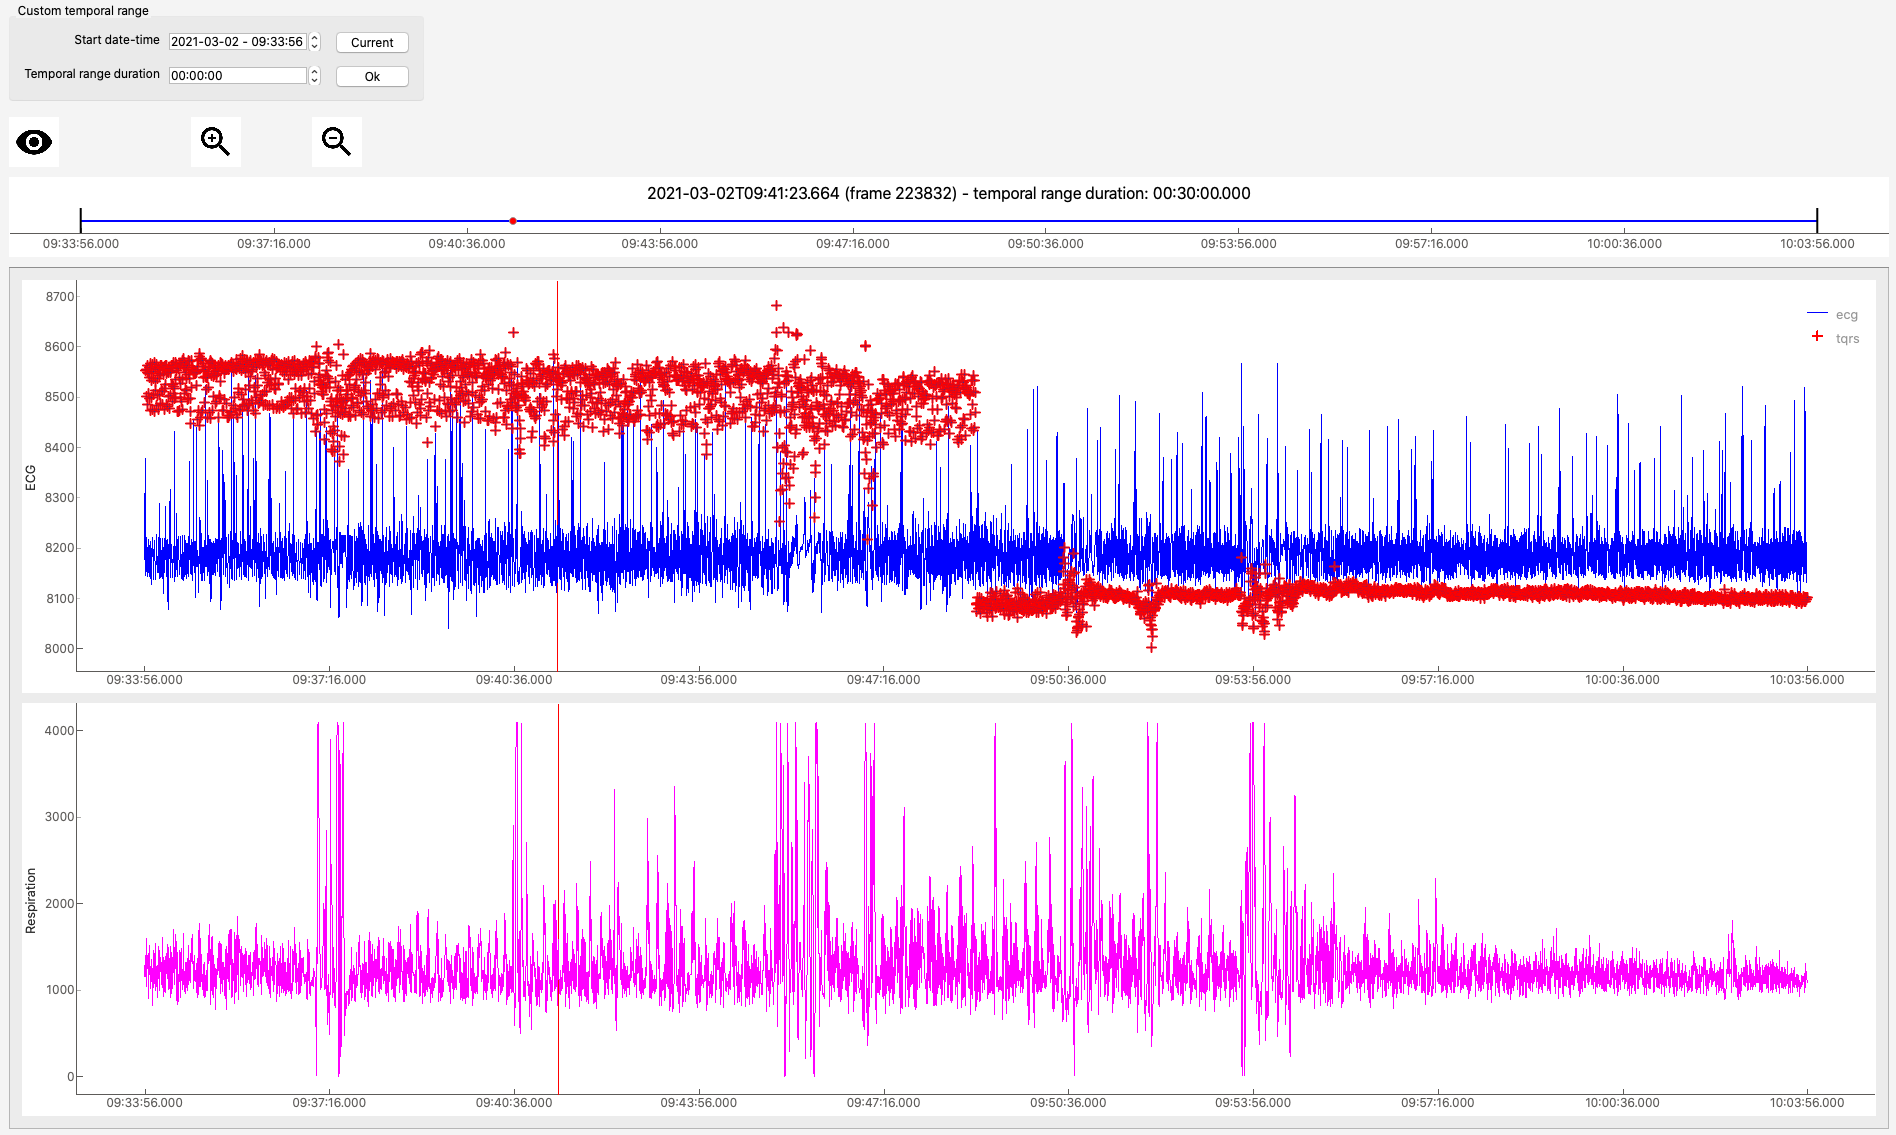 Custom temporal range
Start date-time 2021-03-02 - 09:33:56 Current
Temporal range duration 00:00:00 Ok
2021-03-02T09:41:23.664 (frame 223832) - temporal range duration: 00:30:00.000
09:33:56.000 09:37:16.000 09:40:36.000 09:43:56.000 09:47:16.000 09:50:36.000 09:53:56.000 09:57:16.000 10:00:36.000 10:03:56.000
ECG
8700
8600
8500
8400
8300
8200
8100
8000
ecg
tqrs
09:33:56.000 09:37:16.000 09:40:36.000 09:43:56.000 09:47:16.000 09:50:36.000 09:53:56.000 09:57:16.000 10:00:36.000 10:03:56.000
Respiration
4000
3000
2000
1000
0
09:33:56.000 09:37:16.000 09:40:36.000 09:43:56.000 09:47:16.000 09:50:36.000 09:53:56.000 09:57:16.000 10:00:36.000 10:03:56.000